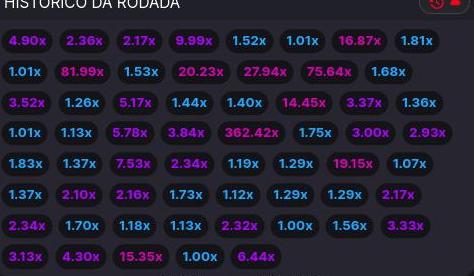 HISTÓRICO DA RODADA
4.90x 2.36x 2.17x 9.99x 1.52x 1.01x 16.87x 1.81x
1.01x 81.99x 1.53x 20.23x 27.94x 75.64x 1.68x
3.52x 1.26x 5.17x 1.44x 1.40x 14.45x 3.37x 1.36x
1.01x 1.13x 5.78x 3.84x 362.42x 1.75x 3.00x 2.93x
1.83x 1.37x 7.53x 2.34x 1.19x 1.29x 19.15x 1.07x
1.37x 2.10x 2.16x 1.73x 1.12x 1.29x 1.29x 2.17x
2.34x 1.70x 1.18x 1.13x 2.32x 1.00x 1.56x 3.33x
3.13x 4.30x 15.35x 1.00x 6.44x